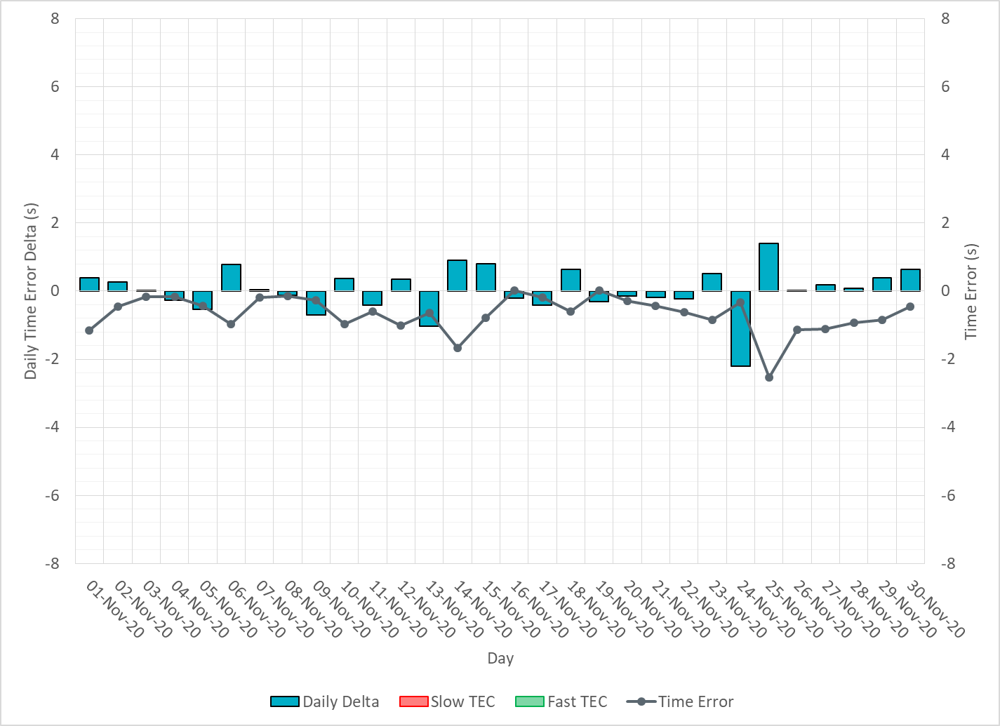 8
6
4
2
0
-2
-4
-6
-8
Daily Time Error Delta (s)
8
6
4
2
0
-2
-4
-6
-8
Time Error (s)
01-Nov-20
02-Nov-20
03-Nov-20
04-Nov-20
05-Nov-20
06-Nov-20
07-Nov-20
08-Nov-20
09-Nov-20
10-Nov-20
11-Nov-20
12-Nov-20
13-Nov-20
14-Nov-20
15-Nov-20
16-Nov-20
17-Nov-20
18-Nov-20
19-Nov-20
20-Nov-20
21-Nov-20
22-Nov-20
23-Nov-20
24-Nov-20
25-Nov-20
26-Nov-20
27-Nov-20
28-Nov-20
29-Nov-20
30-Nov-20
Day
Daily Delta Slow TEC Fast TEC Time Error